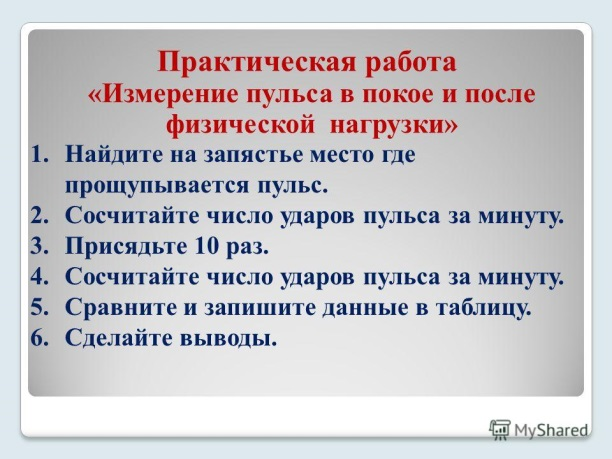 Практическая работа
«Измерение пульса в покое и после
физической нагрузки»
1. Найдите на запястье место где
прощупывается пульс.
2. Сосчитайте число ударов пульса за минуту.
3. Присядьте 10 раз.
4. Сосчитайте число ударов пульса за минуту.
5. Сравните и запишите данные в таблицу.
6. Сделайте выводы.
MyShared